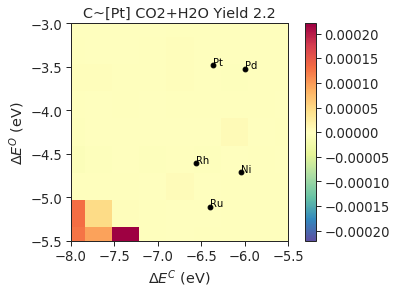 C~[Pt] CO2+H2O Yield 2.2
−3.0
−3.5
−4.0
−4.5
−5.0
−5.5
ΔE^O (eV)
Pt
Pd
Rh
Ni
Ru
−8.0 −7.5 −7.0 −6.5 −6.0 −5.5
ΔE^C (eV)
0.00020
0.00015
0.00010
0.00005
0.00000
−0.00005
−0.00010
−0.00015
−0.00020